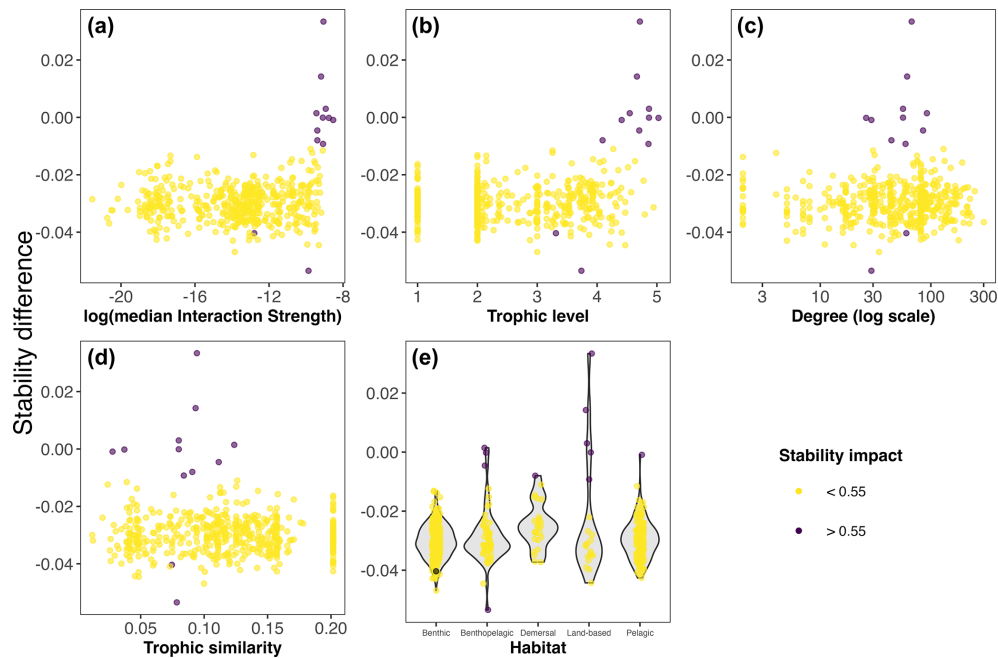 (a)
(b)
(c)
0.02
0.00
-0.02
-0.04
-20
-16
-12
-8
log(median Interaction Strength)
0.02
0.00
-0.02
-0.04
1
2
3
4
5
Trophic level
0.02
0.00
-0.02
-0.04
3
10
30
100
300
Degree (log scale)
Stability difference
(d)
(e)
0.02
0.00
-0.02
-0.04
0.05
0.10
0.15
0.20
Trophic similarity
0.02
0.00
-0.02
-0.04
Benthic
Benthopelagic
Demersal
Land-based
Pelagic
Habitat
Stability impact
< 0.55
> 0.55